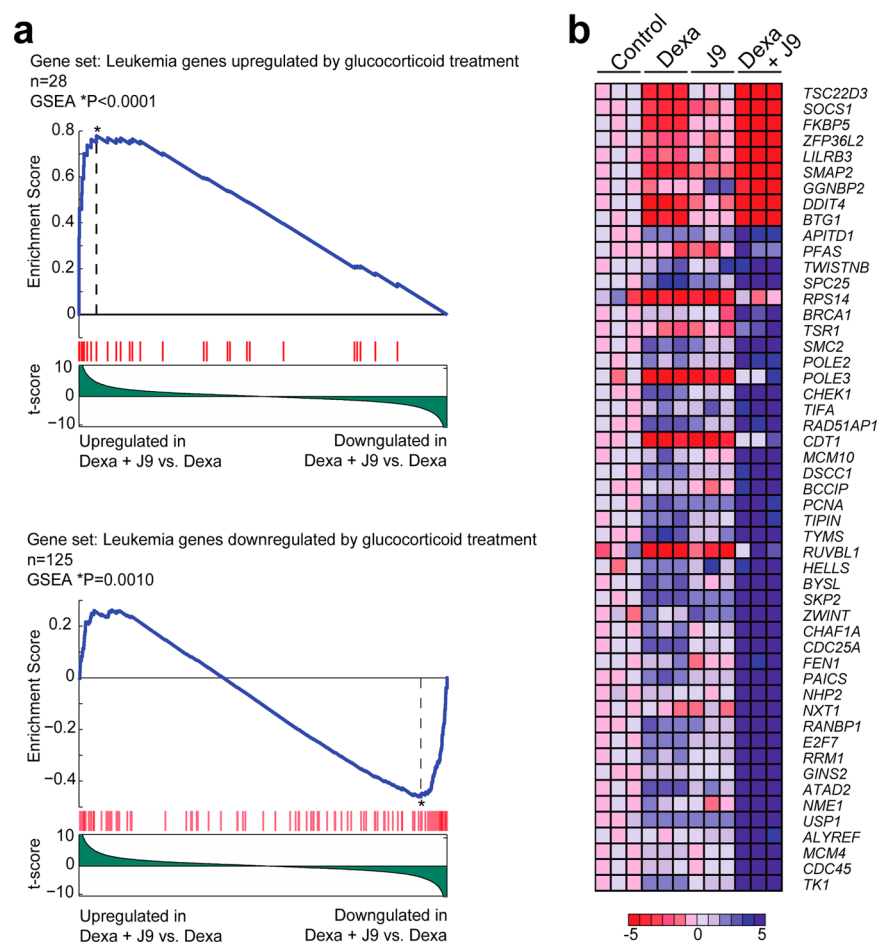 a
Gene set: Leukemia genes upregulated by glucocorticoid treatment
n=28
GSEA *P<0.0001
0.8
0.6
0.4
0.2
0
Enrichment Score
*
10
0
−10
t-score
Upregulated in
Dexa + J9 vs. Dexa
Downgulated in
Dexa + J9 vs. Dexa
Gene set: Leukemia genes downregulated by glucocorticoid treatment
n=125
GSEA *P=0.0010
0.2
0
−0.2
−0.4
Enrichment Score
*
10
0
−10
t-score
Upregulated in
Dexa + J9 vs. Dexa
Downgulated in
Dexa + J9 vs. Dexa
b
Control
Dexa
J9
Dexa
+ J9
TSC22D3
SOCS1
FKBP5
ZFP36L2
LILRB3
SMAP2
GGNBP2
DDIT4
BTG1
APITD1
PFAS
TWISTNB
SPC25
RPS14
BRCA1
TSR1
SMC2
POLE2
POLE3
CHEK1
TIFA
RAD51AP1
CDT1
MCM10
DSCC1
BCCIP
PCNA
TIPIN
TYMS
RUVBL1
HELLS
BYSL
SKP2
ZWINT
CHAF1A
CDC25A
FEN1
PAICS
NHP2
NXT1
RANBP1
E2F7
RRM1
GINS2
ATAD2
NME1
USP1
ALYREF
MCM4
CDC45
TK1
-5
0
5